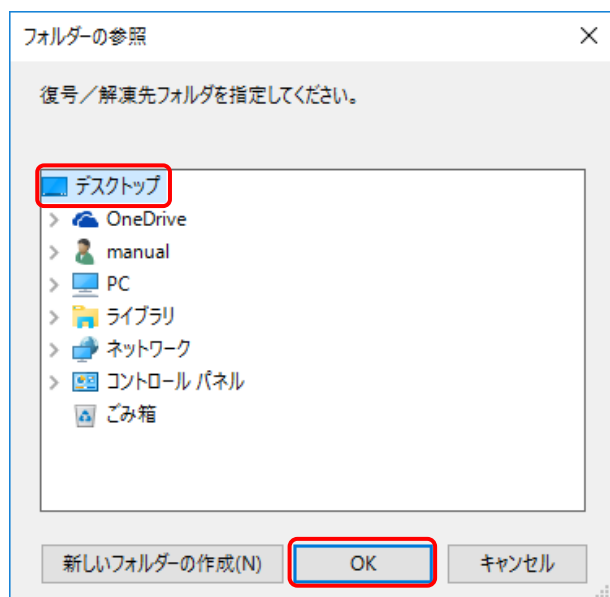 フォルダーの参照
復号／解凍先フォルダを指定してください。
デスクトップ
OneDrive
manual
PC
ライブラリ
ネットワーク
コントロール パネル
ごみ箱
新しいフォルダーの作成(N) OK キャンセル